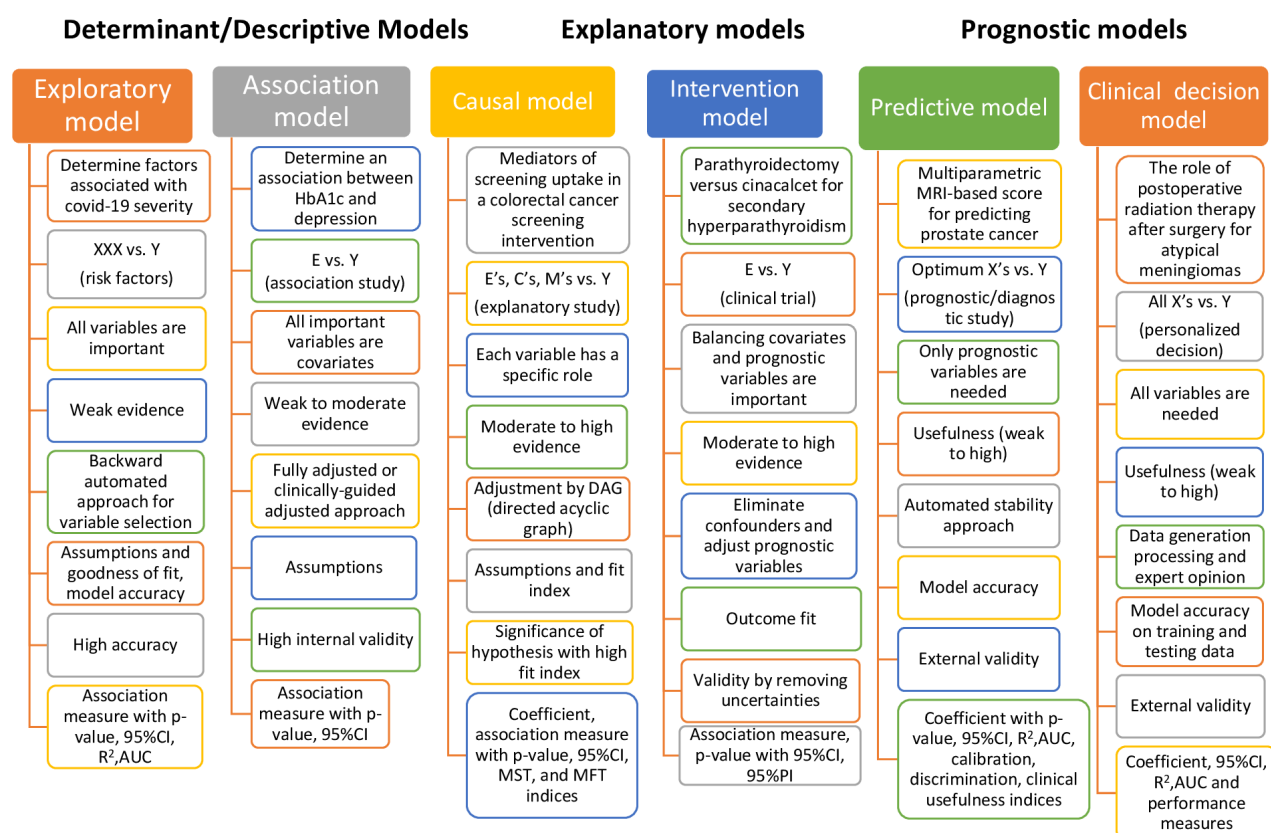 Determinant/Descriptive Models
Explanatory models
Prognostic models
Exploratory
model
Determine factors
associated with
covid-19 severity
XXX vs. Y
(risk factors)
All variables are
important
Weak evidence
Backward
automated
approach for
variable selection
Assumptions and
goodness of fit,
model accuracy
High accuracy
Association
measure with p-
value, 95%CI,
R²,AUC
Association
model
Determine an
association between
HbA1c and
depression
E vs. Y
(association study)
All important
variables are
covariates
Weak to moderate
evidence
Fully adjusted or
clinically-guided
adjusted approach
Assumptions
High internal validity
Association
measure with p-
value, 95%CI
Causal model
Mediators of
screening uptake in
a colorectal cancer
screening
intervention
E's, C's, M's vs. Y
(explanatory study)
Each variable has a
specific role
Moderate to high
evidence
Adjustment by DAG
(directed acyclic
graph)
Assumptions and fit
index
Significance of
hypothesis with high
fit index
Coefficient,
association measure
with p-value, 95%CI,
MST, and MFT
indices
Intervention
model
Parathyroidectomy
versus cinacalcet for
secondary
hyperparathyroidism
E vs. Y
(clinical trial)
Balancing covariates
and prognostic
variables are
important
Moderate to high
evidence
Eliminate
confounders and
adjust prognostic
variables
Outcome fit
Validity by removing
uncertainties
Association measure,
p-value with 95%CI,
95%PI
Predictive model
Multiparametric
MRI-based score
for predicting
prostate cancer
Optimum X's vs. Y
(prognostic/diagnos
tic study)
Only prognostic
variables are
needed
Usefulness (weak
to high)
Automated stability
approach
Model accuracy
External validity
Coefficient with p-
value, 95%CI, R²,AUC,
calibration,
discrimination, clinical
usefulness indices
Clinical decision
model
The role of
postoperative
radiation therapy
after surgery for
atypical
meningiomas
All X's vs. Y
(personalized
decision)
All variables are
needed
Usefulness (weak
to high)
Data generation
processing and
expert opinion
Model accuracy
on training and
testing data
External validity
Coefficient, 95%CI,
R²,AUC and
performance
measures